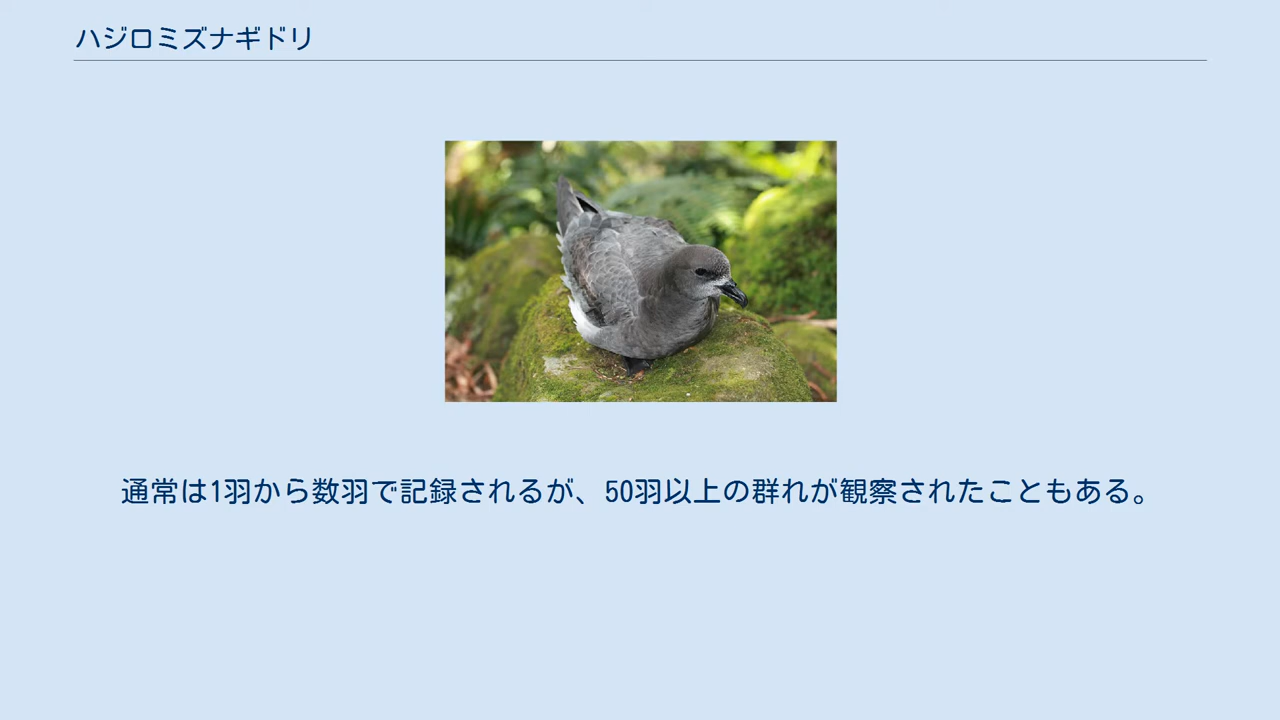 ハジロミズナギドリ
通常は1羽から数羽で記録されるが、50羽以上の群れが観察されたこともある。